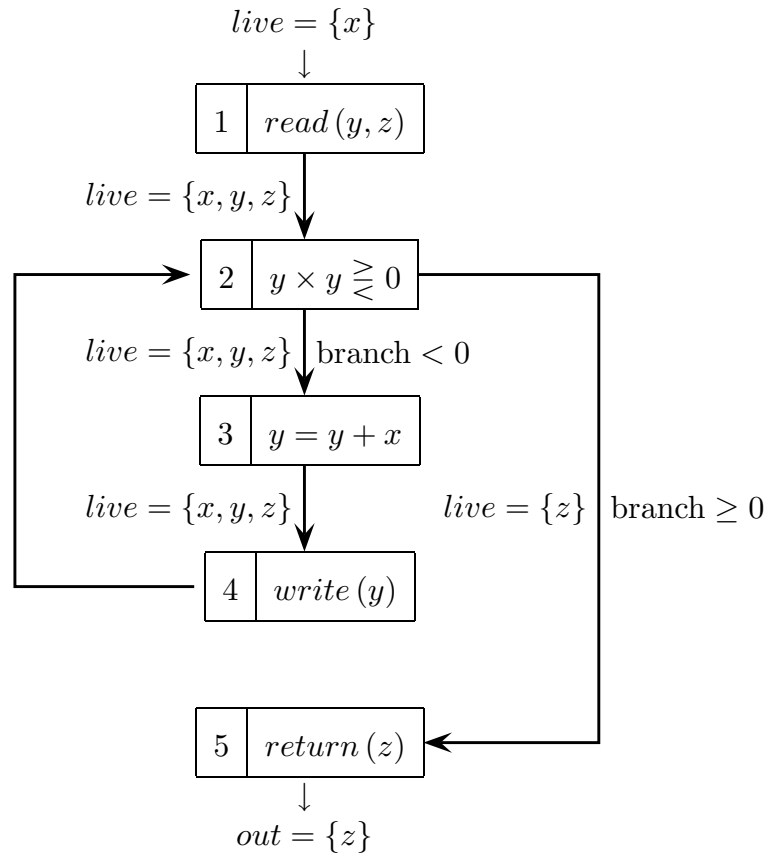 live = {x}
↓
1 read (y, z)
live = {x, y, z}
2 y × y ⋛ 0
live = {x, y, z} branch < 0
3 y = y + x
live = {x, y, z} live = {z} branch ≥ 0
4 write (y)
5 return (z)
↓
out = {z}